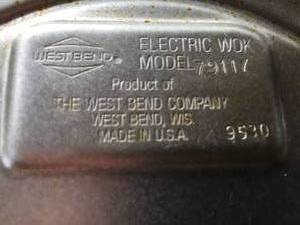 WEST BEND
ELECTRIC WOK
MODEL 79117
Product of
THE WEST BEND COMPANY
WEST BEND, WIS.
MADE IN U.S.A. 9530